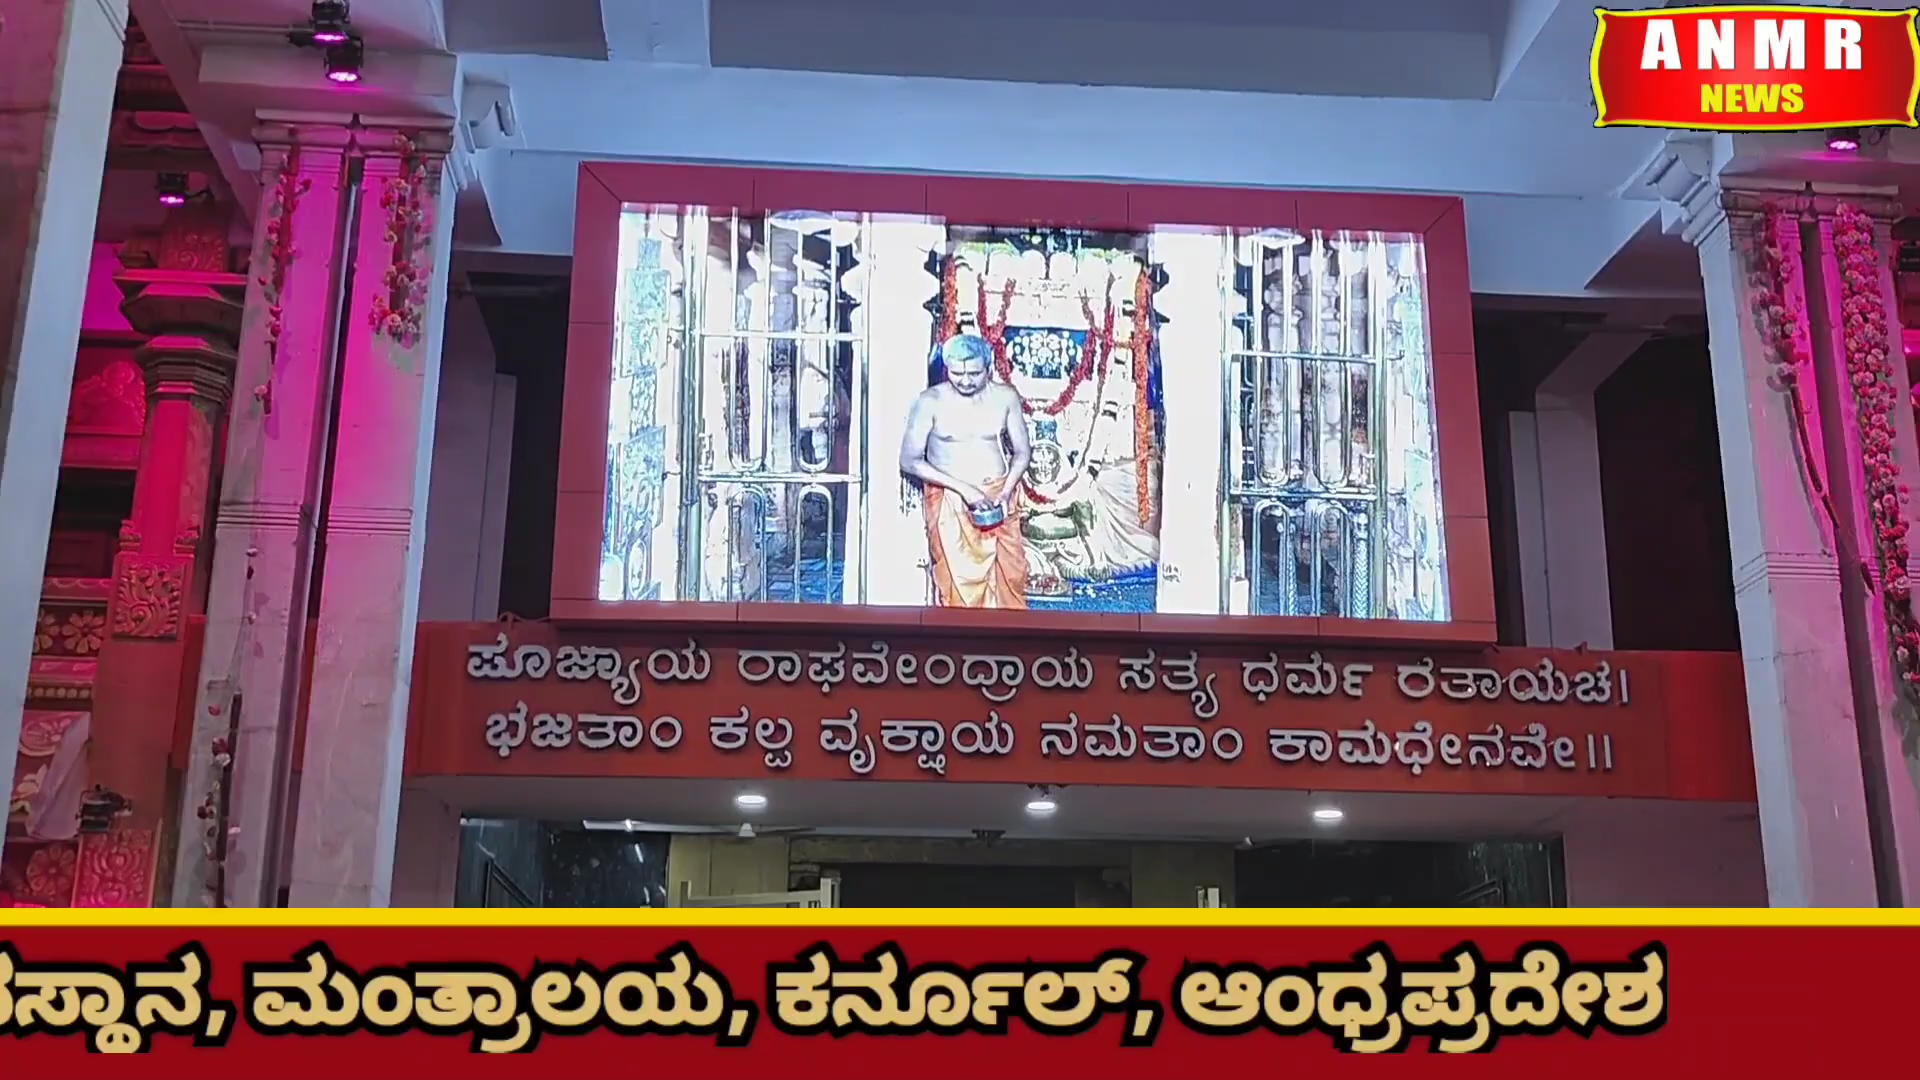 ANMR
NEWS
ಪೂಜ್ಯಾಯ ರಾಘವೇಂದ್ರಾಯ ಸತ್ಯ ಧರ್ಮ ರತಾಯಚ।
ಭಜತಾಂ ಕಲ್ಪ ವೃಕ್ಷಾಯ ನಮತಾಂ ಕಾಮಧೇನವೇ॥
ಸ್ಥಾನ, ಮಂತ್ರಾಲಯ, ಕರ್ನೂಲ್, ಆಂಧ್ರಪ್ರದೇಶ